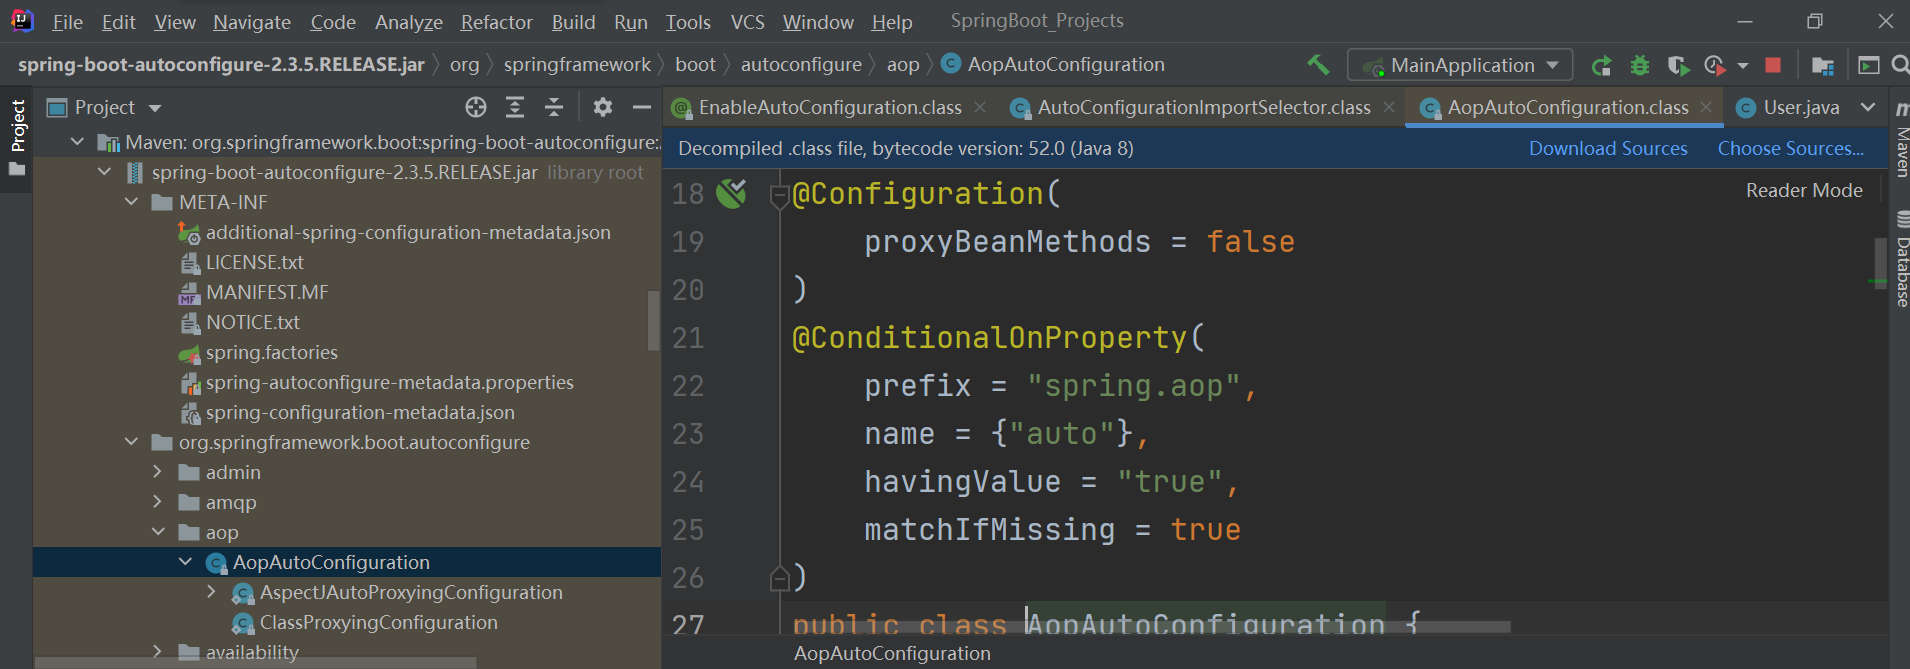 File Edit View Navigate Code Analyze Refactor Build Run Tools VCS Window Help SpringBoot_Projects
spring-boot-autoconfigure-2.3.5.RELEASE.jar org springframework boot autoconfigure aop AopAutoConfiguration MainApplication
Project
Project
Maven: org.springframework.boot:spring-boot-autoconfigure:
spring-boot-autoconfigure-2.3.5.RELEASE.jar library root
META-INF
additional-spring-configuration-metadata.json
LICENSE.txt
MANIFEST.MF
NOTICE.txt
spring.factories
spring-autoconfigure-metadata.properties
spring-configuration-metadata.json
org.springframework.boot.autoconfigure
admin
amqp
aop
AopAutoConfiguration
AspectJAutoProxyingConfiguration
ClassProxyingConfiguration
availability
EnableAutoConfiguration.class AutoConfigurationImportSelector.class AopAutoConfiguration.class User.java
Decompiled .class file, bytecode version: 52.0 (Java 8) Download Sources Choose Sources...
Reader Mode
18 @Configuration(
19 proxyBeanMethods = false
20 )
21 @ConditionalOnProperty(
22 prefix = "spring.aop",
23 name = {"auto"},
24 havingValue = "true",
25 matchIfMissing = true
26 )
27 public class AopAutoConfiguration {
AopAutoConfiguration
Maven
Database